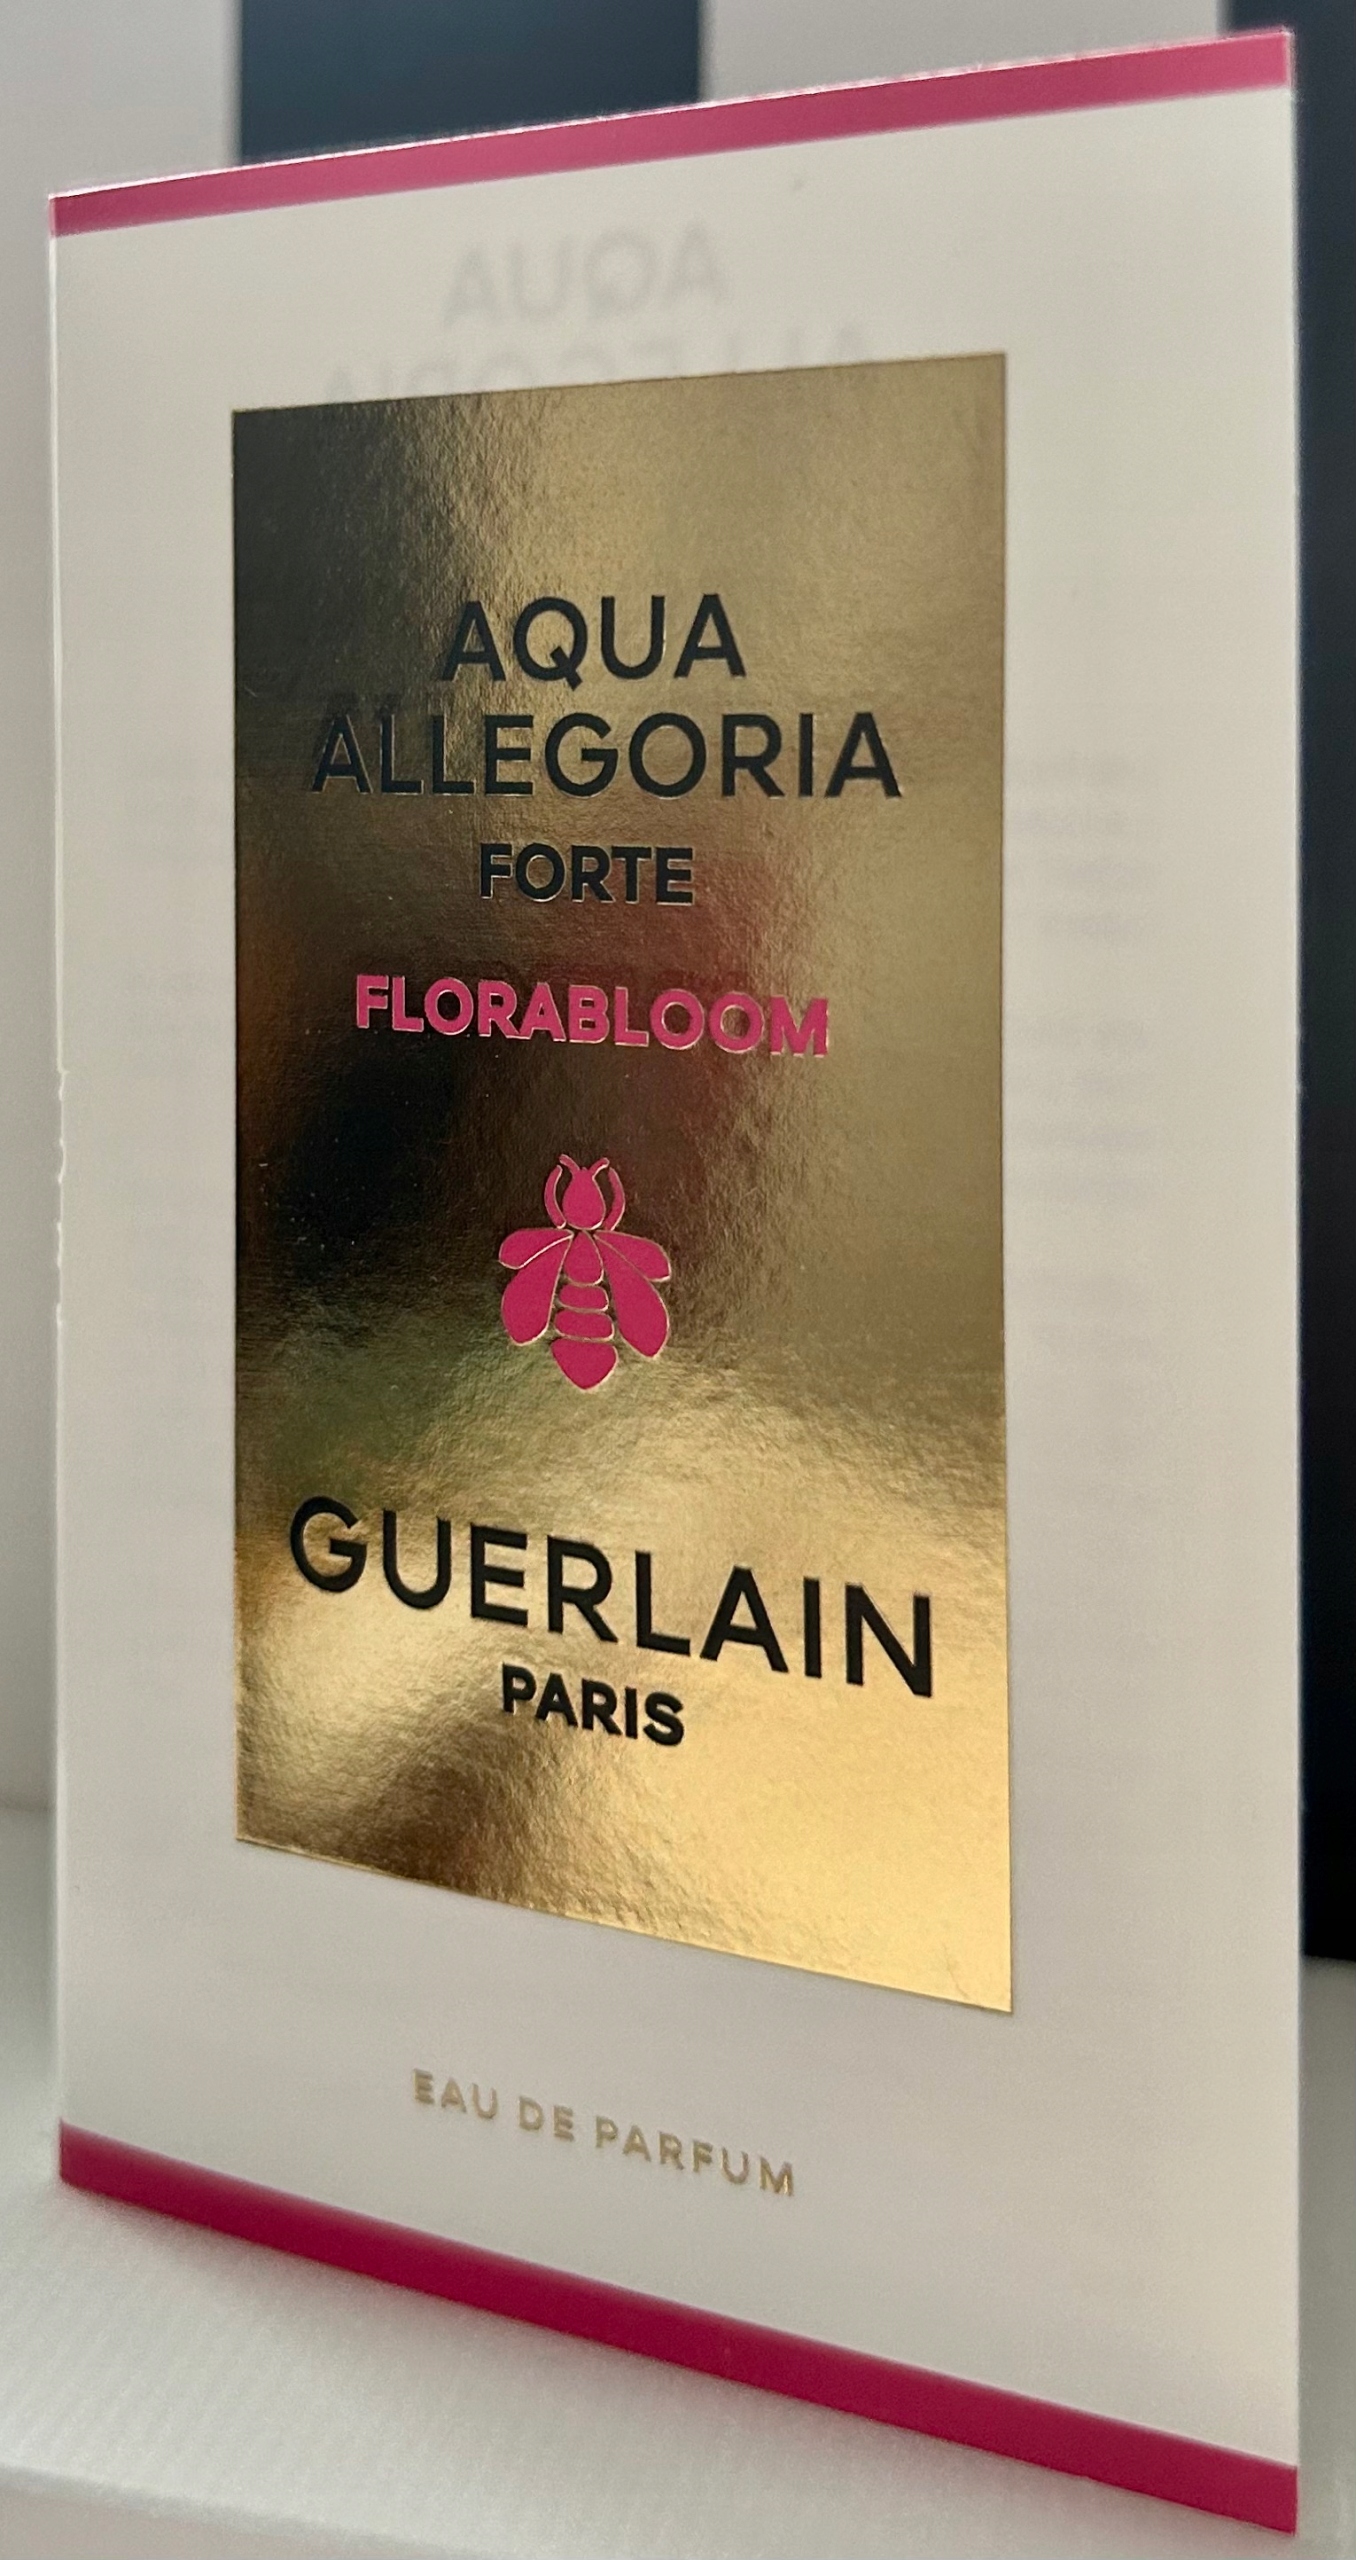 AQUA
ALLEGORIA
FORTE
FLORABLOOM
GUERLAIN
PARIS
EAU DE PARFUM